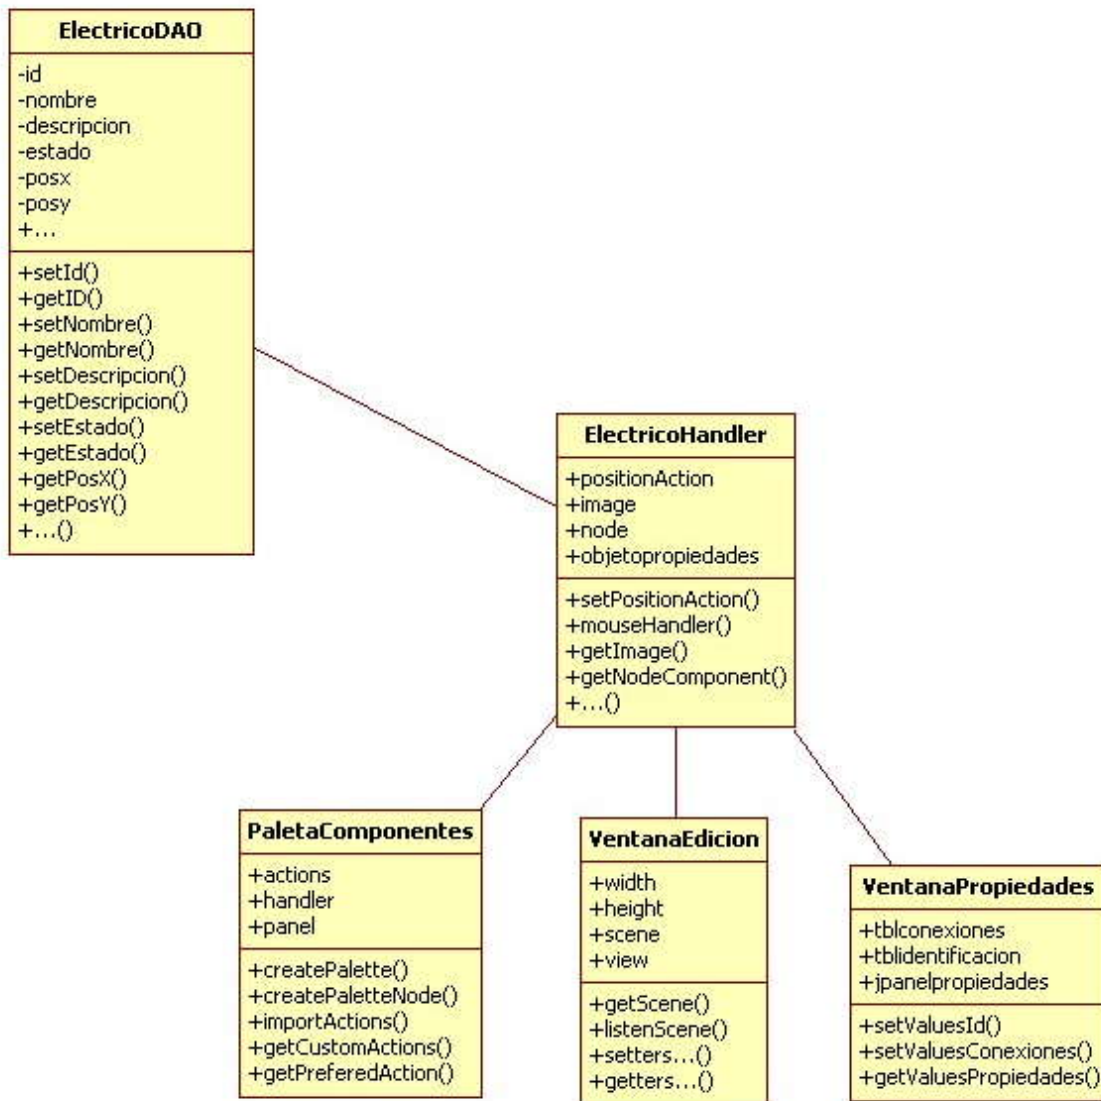 ElectricoDAO
-id
-nombre
-descripcion
-estado
-posx
-posy
+...
+setId()
+getID()
+setNombre()
+getNombre()
+setDescripcion()
+getDescripcion()
+setEstado()
+getEstado()
+getPosX()
+getPosY()
+...()
ElectricoHandler
+positionAction
+image
+node
+objetopropiedades
+setPositionAction()
+mouseHandler()
+getImage()
+getNodeComponent()
+...()
PaletaComponentes
+actions
+handler
+panel
+createPalette()
+createPaletteNode()
+importActions()
+getCustomActions()
+getPreferedAction()
VentanaEdicion
+width
+height
+scene
+view
+getScene()
+listenScene()
+setters...()
+getters...()
VentanaPropiedades
+tblconexiones
+tblidentificacion
+jpanelpropiedades
+setValuesId()
+setValuesConexiones()
+getValuesPropiedades()